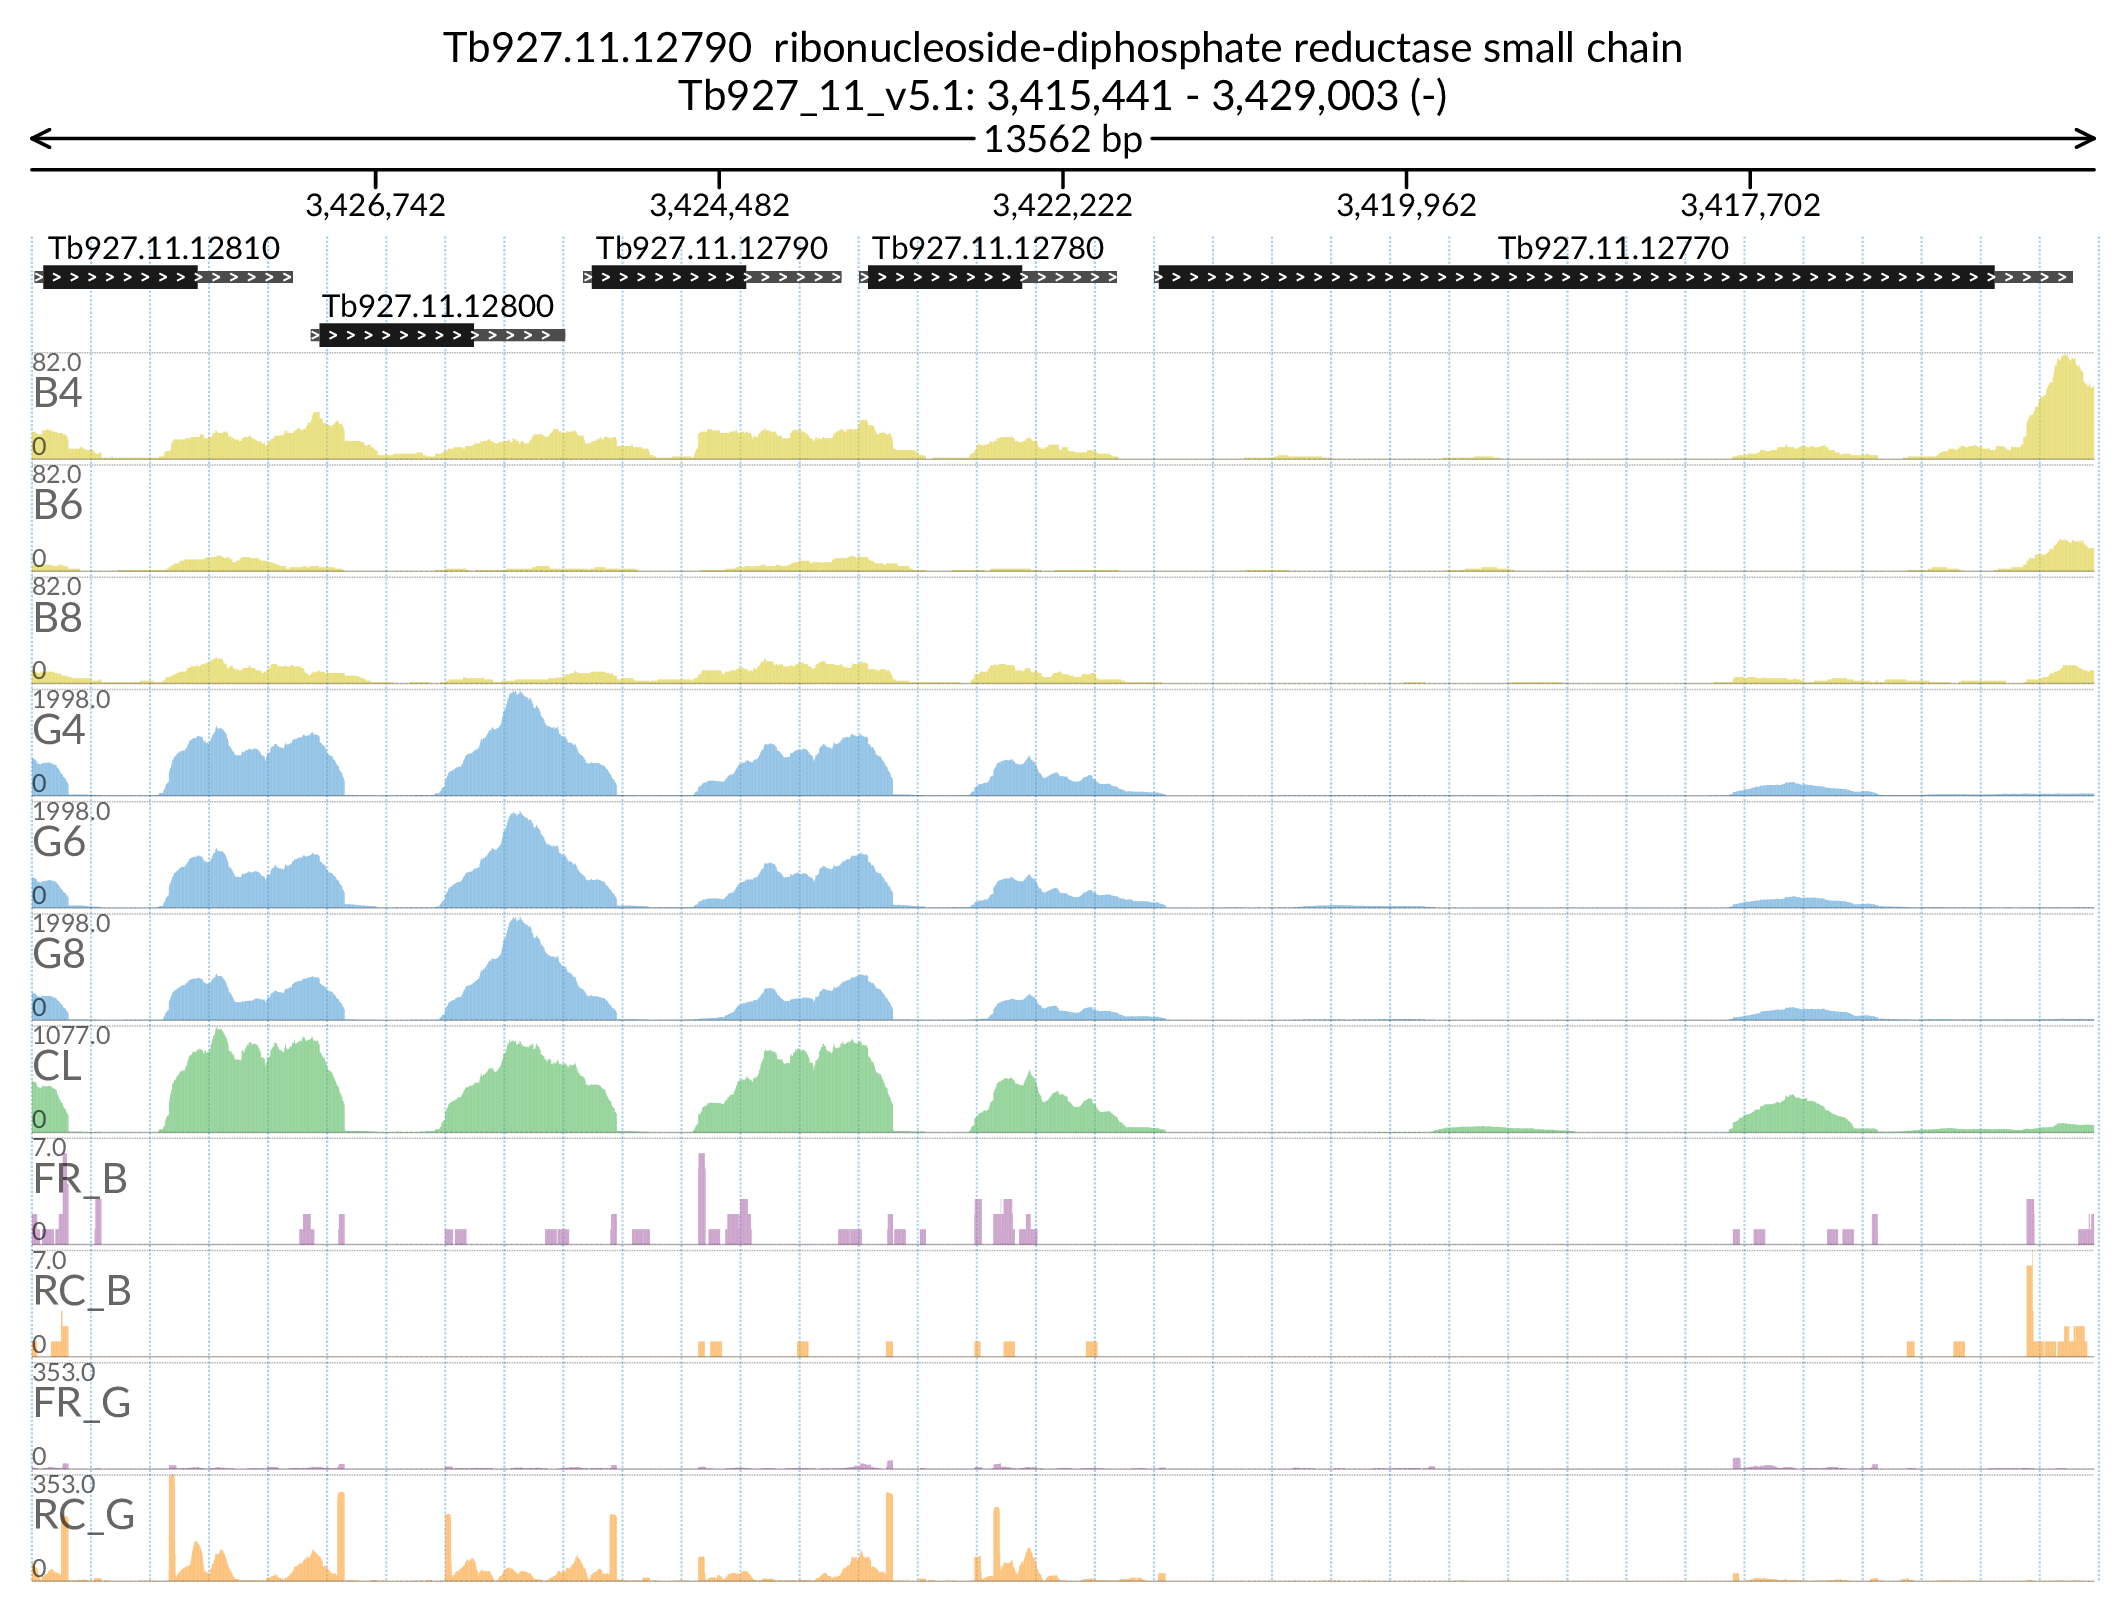 Tb927.11.12790  ribonucleoside-diphosphate reductase small chain
Tb927_11_v5.1: 3,415,441 - 3,429,003 (-)
13562 bp
3,426,742 3,424,482 3,422,222 3,419,962 3,417,702
Tb927.11.12810 Tb927.11.12790 Tb927.11.12780 Tb927.11.12770
Tb927.11.12800
82.0
B4
0
82.0
B6
0
82.0
B8
0
1998.0
G4
0
1998.0
G6
0
1998.0
G8
0
1077.0
CL
0
7.0
FR_B
0
7.0
RC_B
0
353.0
FR_G
0
353.0
RC_G
0